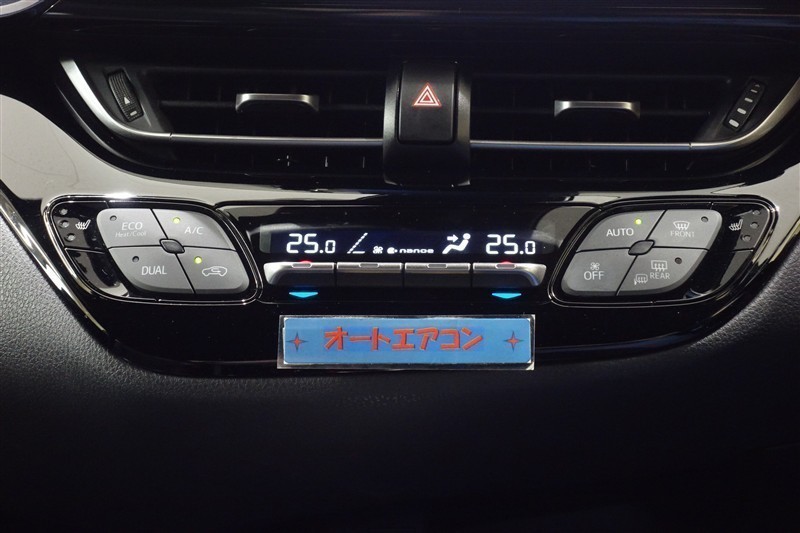 ECO
Heat/Cool
A/C
DUAL
25.0
nanoe
25.0
AUTO
FRONT
OFF
REAR
オートエアコン